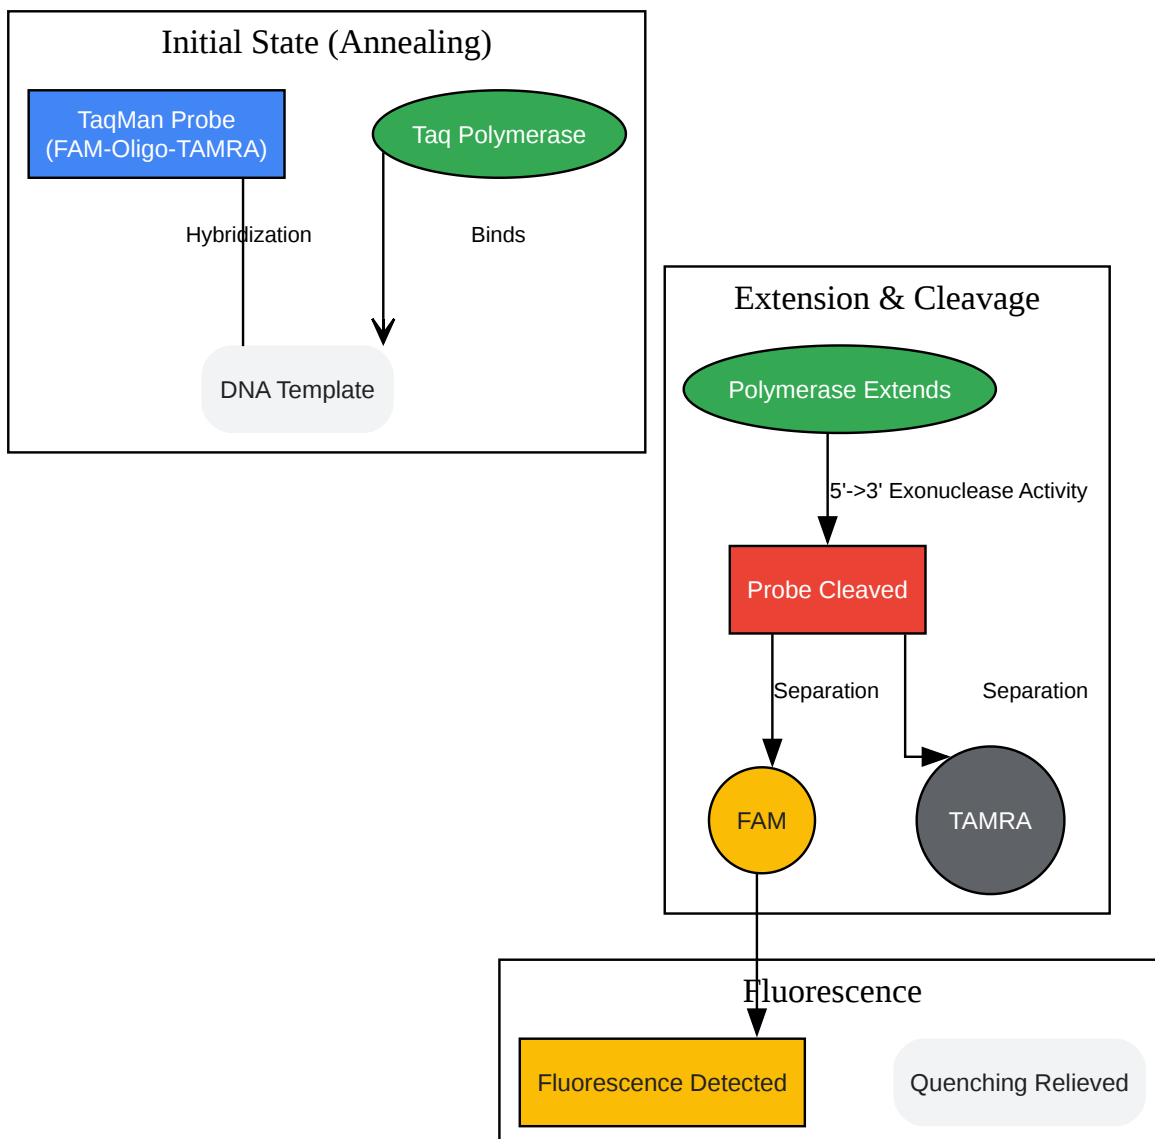 Initial State (Annealing)
TaqMan Probe
(FAM-Oligo-TAMRA)
Taq Polymerase
Hybridization
Binds
DNA Template
Extension & Cleavage
Polymerase Extends
5'->3' Exonuclease Activity
Probe Cleaved
Separation
Separation
FAM
TAMRA
Fluorescence
Fluorescence Detected
Quenching Relieved